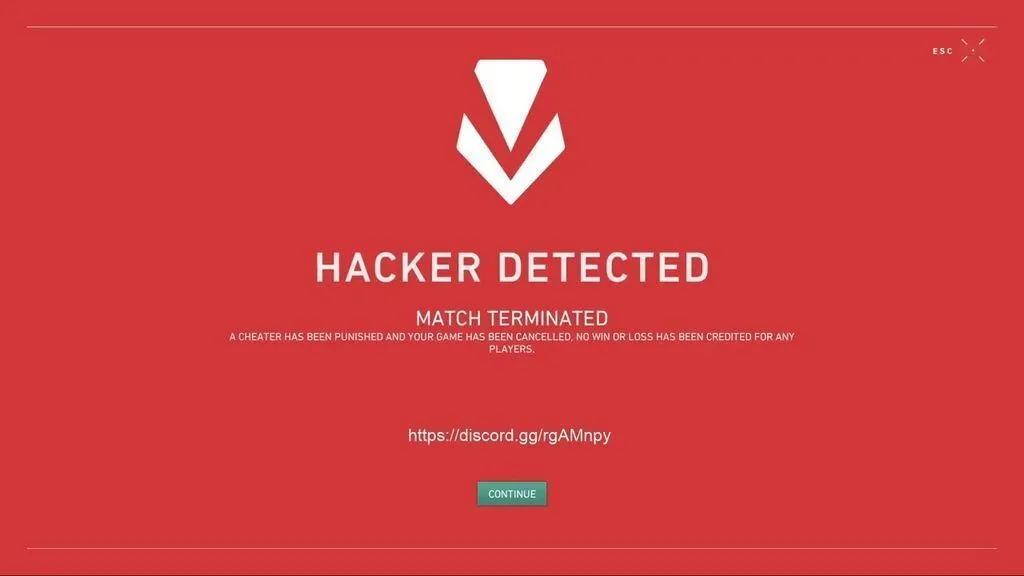 ESC
HACKER DETECTED
MATCH TERMINATED
A CHEATER HAS BEEN PUNISHED AND YOUR GAME HAS BEEN CANCELLED, NO WIN OR LOSS HAS BEEN CREDITED FOR ANY
PLAYERS.
https://discord.gg/rgAMnpy
CONTINUE